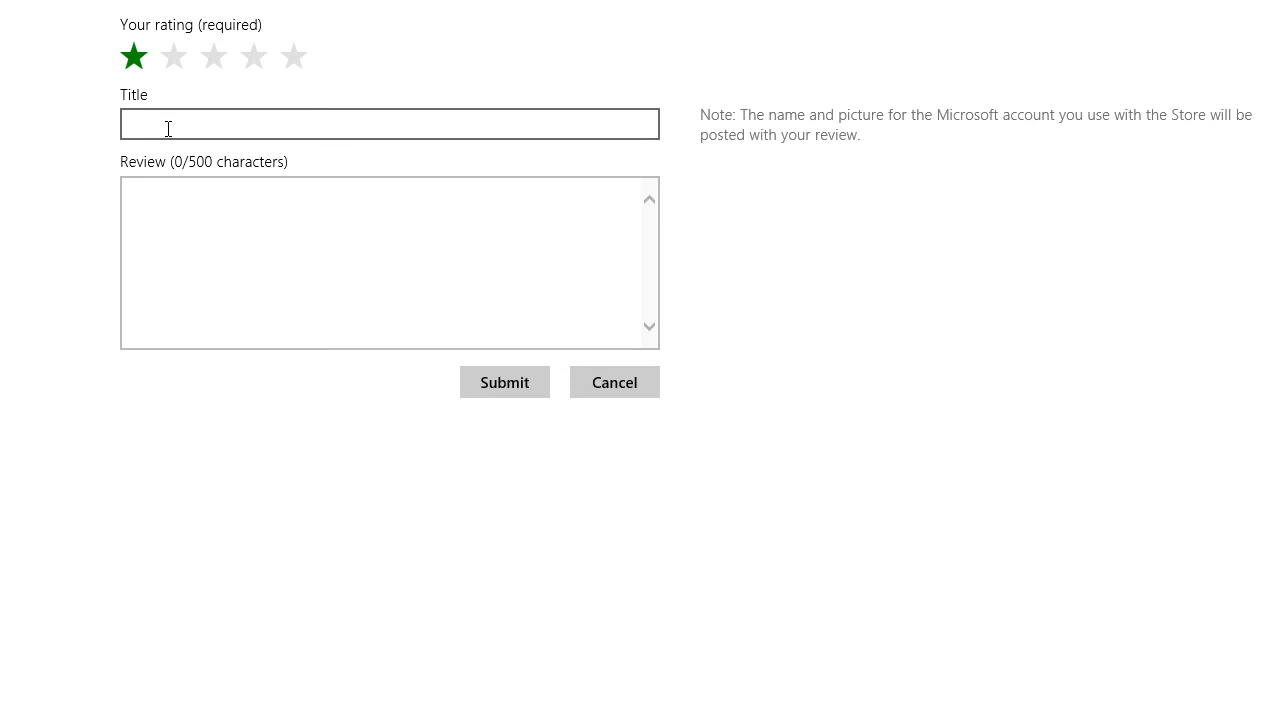 Your rating (required)
Title
Note: The name and picture for the Microsoft account you use with the Store will be
posted with your review.
Review (0/500 characters)
Submit
Cancel